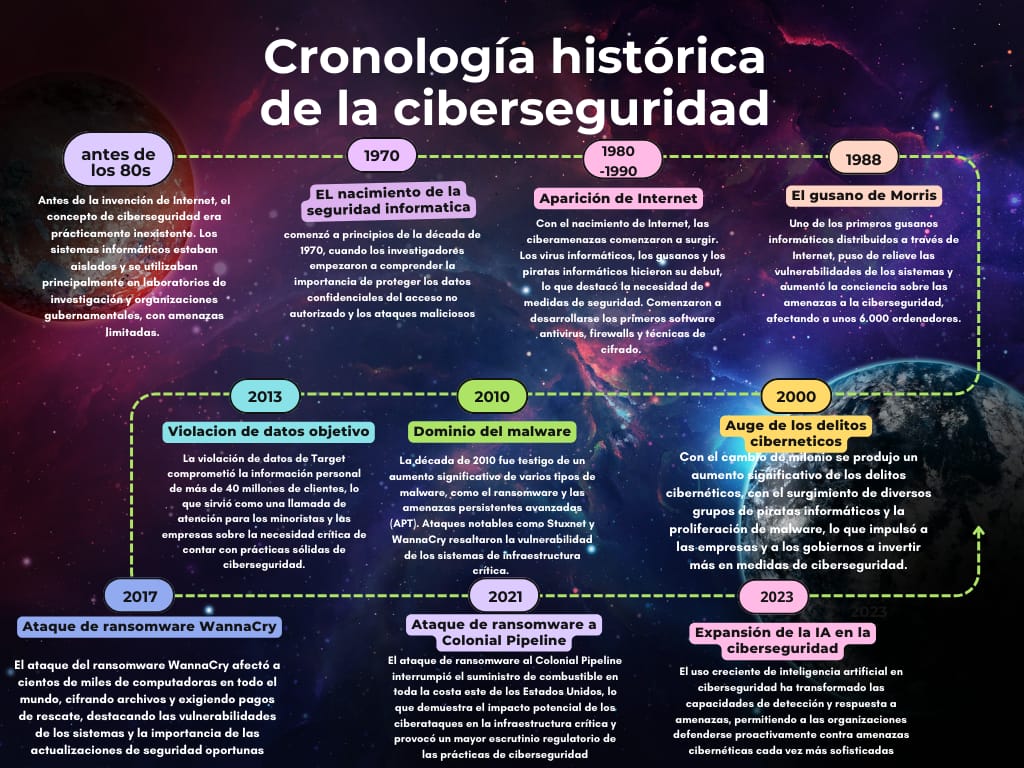 Cronología histórica
de la ciberseguridad
antes de
los 80s
Antes de la invención de Internet, el
concepto de ciberseguridad era
prácticamente inexistente. Los
sistemas informáticos estaban
aislados y se utilizaban
principalmente en laboratorios de
investigación y organizaciones
gubernamentales, con amenazas
limitadas.
1970
EL nacimiento de la
seguridad informatica
comenzó a principios de la década de
1970, cuando los investigadores
empezaron a comprender la
importancia de proteger los datos
confidenciales del acceso no
autorizado y los ataques maliciosos
1980
-1990
Aparición de Internet
Con el nacimiento de Internet, las
ciberamenazas comenzaron a surgir.
Los virus informáticos, los gusanos y los
piratas informáticos hicieron su debut,
lo que destacó la necesidad de
medidas de seguridad. Comenzaron a
desarrollarse los primeros software
antivirus, firewalls y técnicas de
cifrado.
1988
El gusano de Morris
Uno de los primeros gusanos
informáticos distribuidos a través de
Internet, puso de relieve las
vulnerabilidades de los sistemas y
aumentó la conciencia sobre las
amenazas a la ciberseguridad,
afectando a unos 6.000 ordenadores.
2000
Auge de los delitos
ciberneticos
Con el cambio de milenio se produjo un
aumento significativo de los delitos
cibernéticos, con el surgimiento de diversos
grupos de piratas informáticos y la
proliferación de malware, lo que impulsó a
las empresas y a los gobiernos a invertir
más en medidas de ciberseguridad.
2010
Dominio del malware
La década de 2010 fue testigo de un
aumento significativo de varios tipos de
malware, como el ransomware y las
amenazas persistentes avanzadas
(APT). Ataques notables como Stuxnet y
WannaCry resaltaron la vulnerabilidad
de los sistemas de infraestructura
crítica.
2013
Violacion de datos objetivo
La violación de datos de Target
comprometió la información personal
de más de 40 millones de clientes, lo
que sirvió como una llamada de
atención para los minoristas y las
empresas sobre la necesidad crítica de
contar con prácticas sólidas de
ciberseguridad.
2017
Ataque de ransomware WannaCry
El ataque del ransomware WannaCry afectó a
cientos de miles de computadoras en todo el
mundo, cifrando archivos y exigiendo pagos
de rescate, destacando las vulnerabilidades
de los sistemas y la importancia de las
actualizaciones de seguridad oportunas
2021
Ataque de ransomware a
Colonial Pipeline
El ataque de ransomware al Colonial Pipeline
interrumpió el suministro de combustible en
toda la costa este de los Estados Unidos, lo
que demuestra el impacto potencial de los
ciberataques en la infraestructura crítica y
provocó un mayor escrutinio regulatorio de
las prácticas de ciberseguridad
2023
2023
Expansión de la IA en la
ciberseguridad
El uso creciente de inteligencia artificial en
ciberseguridad ha transformado las
capacidades de detección y respuesta a
amenazas, permitiendo a las organizaciones
defenderse proactivamente contra amenazas
cibernéticas cada vez más sofisticadas